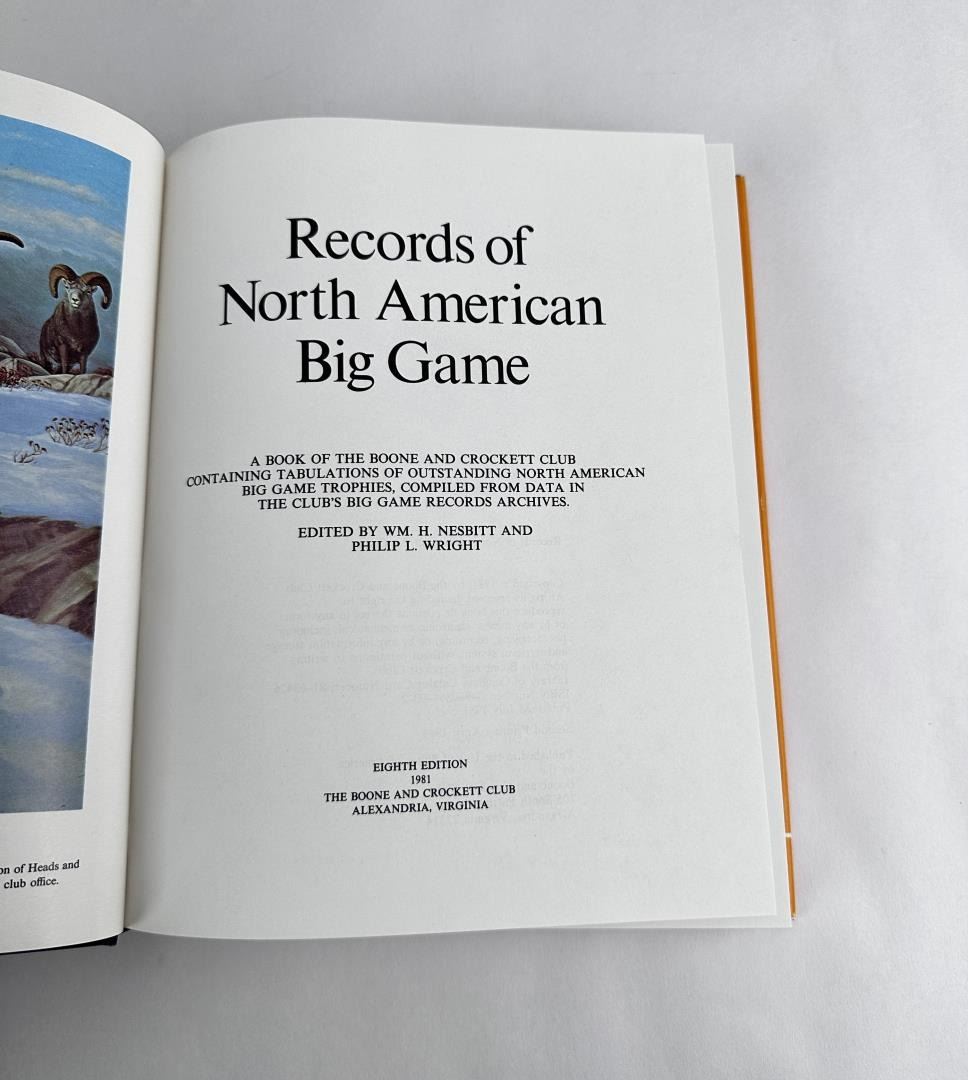 on of Heads and
club office.
Records of
North American
Big Game
A BOOK OF THE BOONE AND CROCKETT CLUB
CONTAINING TABULATIONS OF OUTSTANDING NORTH AMERICAN
BIG GAME TROPHIES, COMPILED FROM DATA IN
THE CLUB'S BIG GAME RECORDS ARCHIVES.
EDITED BY WM. H. NESBITT AND
PHILIP L. WRIGHT
EIGHTH EDITION
1981
THE BOONE AND CROCKETT CLUB
ALEXANDRIA, VIRGINIA